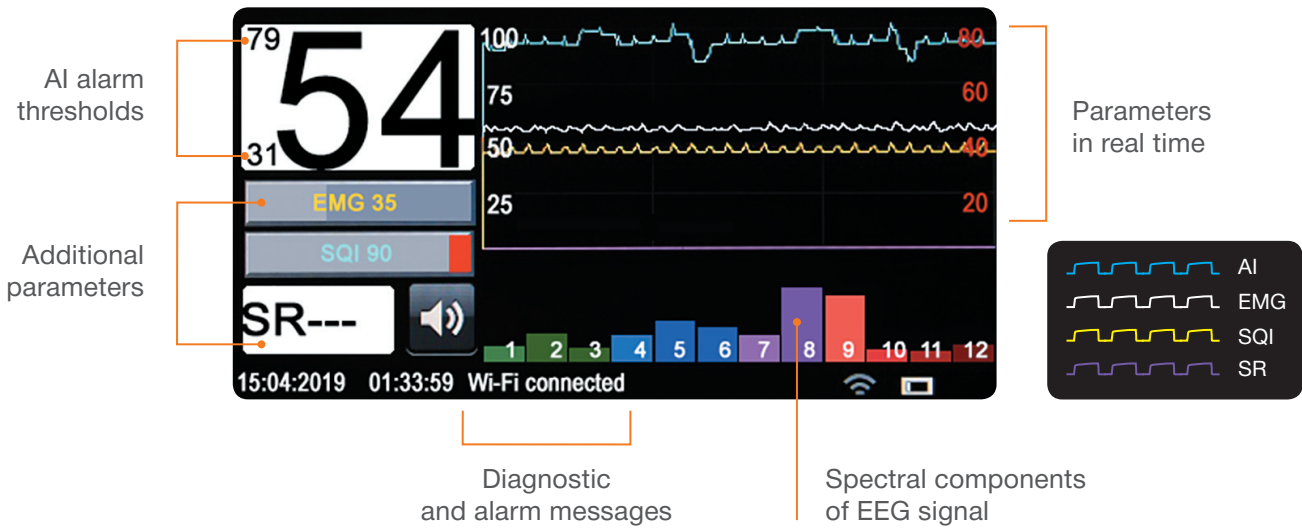 AI alarm
thresholds
Additional
parameters
79
54
31
EMG 35
SQI 90
SR---
100
75
50
25
80
60
40
20
1 2 3 4 5 6 7 8 9 10 11 12
15:04:2019 01:33:59 Wi-Fi connected
Parameters
in real time
AI
EMG
SQI
SR
Diagnostic
and alarm messages
Spectral components
of EEG signal